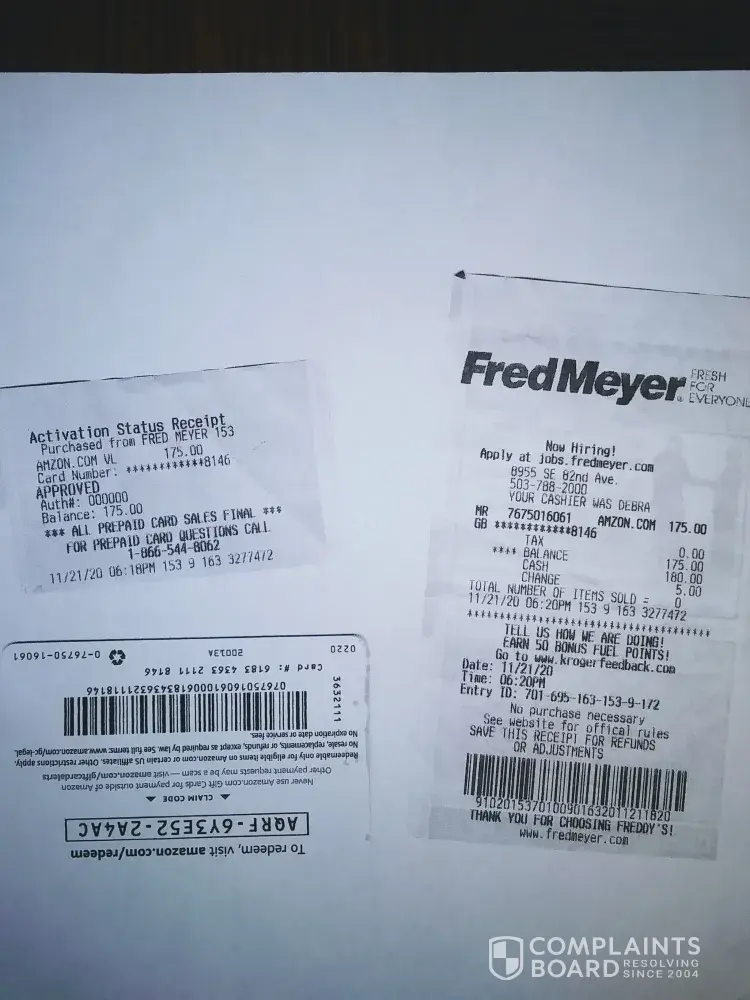 Activation Status Receipt
Purchased from FRED MEYER 153
AMZON.COM VL 175.00
Card Number: ************8146
APPROVED
Auth#: 000000
Balance: 175.00
*** ALL PREPAID CARD SALES FINAL ***
FOR PREPAID CARD QUESTIONS CALL
1-866-544-8062
11/21/20 06:18PM 153 9 163 3277472
To redeem, visit amazon.com/redeem
AQRF-6Y3E52-2A4AC
▲ CLAIM CODE ▲
Never use Amazon.com Gift Cards for payment outside of Amazon
Other payment requests may be a scam — visit amazon.com/giftcardalerts
Redeemable only for eligible items on Amazon.com or certain US affiliates. Other restrictions apply.
No resale, replacements, or refunds, except as required by law. See full terms: www.amazon.com/gc-legal.
No expiration date or service fees.
3632111
Card #: 6183 4363 2111 8146
0220
20013A
0-76750-16061
FredMeyer®
FRESH
FOR
EVERYONE
Now Hiring!
Apply at jobs.fredmeyer.com
8955 SE 82nd Ave.
503-788-2000
YOUR CASHIER WAS DEBRA
MR 7675016061 AMZON.COM 175.00
GB ************8146
TAX 0.00
**** BALANCE 175.00
CASH 180.00
CHANGE 5.00
TOTAL NUMBER OF ITEMS SOLD = 0
11/21/20 06:20PM 153 9 163 3277472
TELL US HOW WE ARE DOING!
EARN 50 BONUS FUEL POINTS!
Go to www.krogerfeedback.com
Date: 11/21/20
Time: 06:20PM
Entry ID: 701-695-163-153-9-172
No purchase necessary
See website for offical rules
SAVE THIS RECEIPT FOR REFUNDS
OR ADJUSTMENTS
9102015370100901632011211820
THANK YOU FOR CHOOSING FREDDY'S!
www.fredmeyer.com
COMPLAINTS
BOARD RESOLVING
SINCE 2004